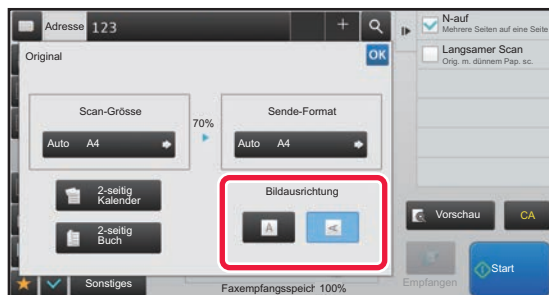 Adresse 123
Original
OK
Scan-Grösse
70%
Sende-Format
Auto A4
Auto A4
2-seitig
Kalender
2-seitig
Buch
Bildausrichtung
A
A
Sonstiges
Faxempfangsspeich 100%
N-auf
Mehrere Seiten auf eine Seite
Langsamer Scan
Orig. m. dünnem Pap. sc.
Vorschau
CA
Empfangen
Start